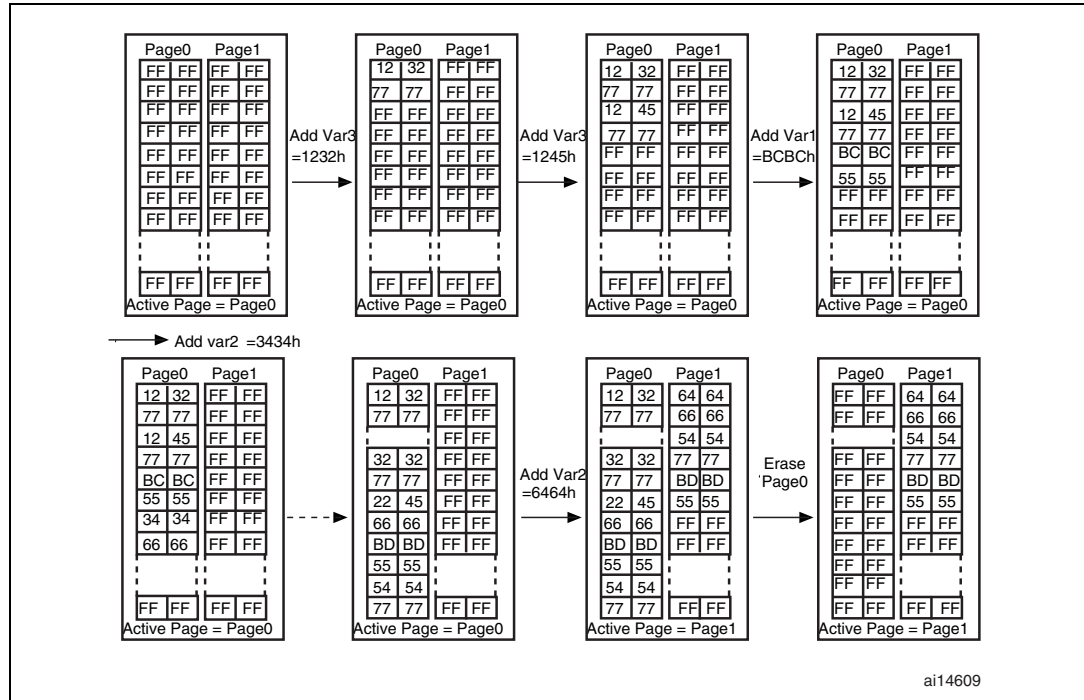 Page0 Page1
FF FF FF FF
FF FF FF FF
FF FF FF FF
FF FF FF FF
FF FF FF FF
FF FF FF FF
FF FF FF FF
FF FF FF FF
FF FF FF FF
Active Page = Page0
Add Var3
=1232h
Page0 Page1
12 32 FF FF
77 77 FF FF
FF FF FF FF
FF FF FF FF
FF FF FF FF
FF FF FF FF
FF FF FF FF
FF FF FF FF
FF FF FF FF
Active Page = Page0
Add Var3
=1245h
Page0 Page1
12 32 FF FF
77 77 FF FF
12 45 FF FF
77 77 FF FF
FF FF FF FF
FF FF FF FF
FF FF FF FF
FF FF FF FF
FF FF FF FF
Active Page = Page0
Add Var1
=BCBCh
Page0 Page1
12 32 FF FF
77 77 FF FF
12 45 FF FF
77 77 FF FF
BC BC FF FF
55 55 FF FF
FF FF FF FF
FF FF FF FF
FF FF FF FF
Active Page = Page0
Add var2 =3434h
Page0 Page1
12 32 FF FF
77 77 FF FF
12 45 FF FF
77 77 FF FF
BC BC FF FF
55 55 FF FF
34 34 FF FF
66 66 FF FF
FF FF FF FF
Active Page = Page0
Page0 Page1
12 32 FF FF
77 77 FF FF
FF FF
32 32 FF FF
77 77 FF FF
22 45 FF FF
66 66 FF FF
BD BD FF FF
55 55
54 54
77 77 FF FF
Active Page = Page0
Add Var2
=6464h
Page0 Page1
12 32 64 64
77 77 66 66
54 54
32 32 77 77
77 77 BD BD
22 45 55 55
66 66 FF FF
BD BD FF FF
55 55
54 54
77 77 FF FF
Active Page = Page1
Erase
Page0
Page0 Page1
FF FF 64 64
FF FF 66 66
54 54
FF FF 77 77
FF FF BD BD
FF FF 55 55
FF FF FF FF
FF FF FF FF
FF FF
FF FF
FF FF FF FF
Active Page = Page1
ai14609